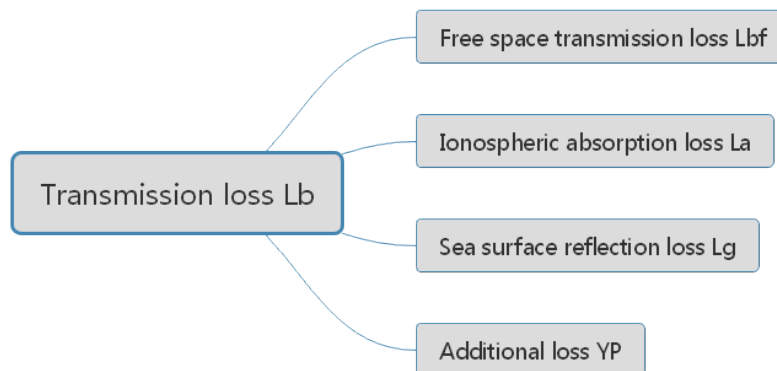 Free space transmission loss Lbf
Ionospheric absorption loss La
Transmission loss Lb
Sea surface reflection loss Lg
Additional loss YP